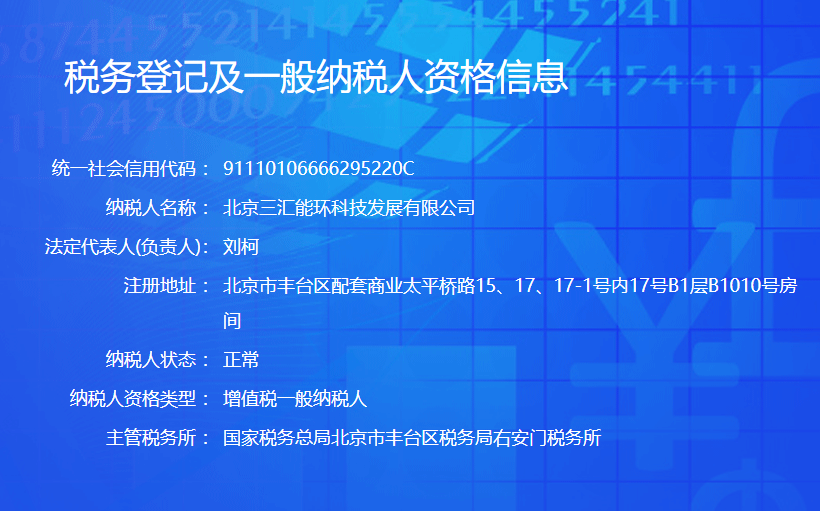 税务登记及一般纳税人资格信息
统一社会信用代码： 91110106666295220C
纳税人名称： 北京三汇能环科技发展有限公司
法定代表人(负责人)： 刘柯
注册地址： 北京市丰台区配套商业太平桥路15、17、17-1号内17号B1层B1010号房
间
纳税人状态： 正常
纳税人资格类型： 增值税一般纳税人
主管税务所： 国家税务总局北京市丰台区税务局右安门税务所